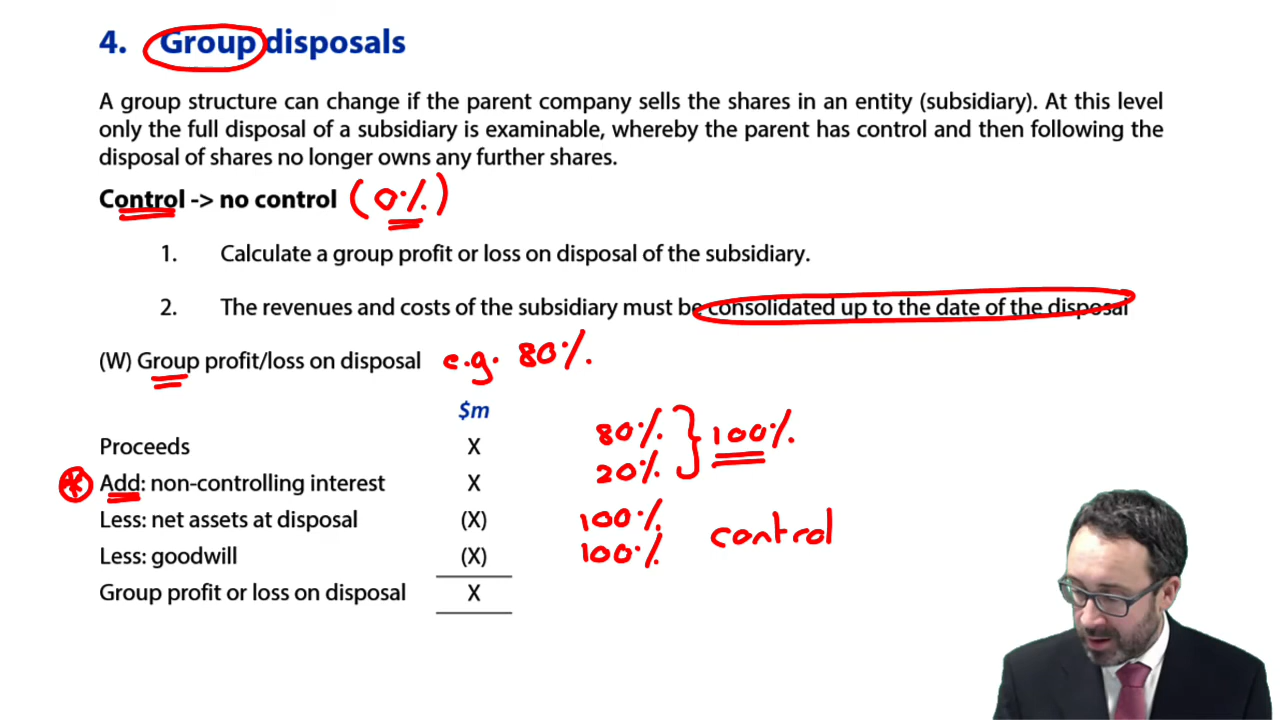 4. Group disposals
A group structure can change if the parent company sells the shares in an entity (subsidiary). At this level
only the full disposal of a subsidiary is examinable, whereby the parent has control and then following the
disposal of shares no longer owns any further shares.
Control -> no control (0%)
1. Calculate a group profit or loss on disposal of the subsidiary.
2. The revenues and costs of the subsidiary must be consolidated up to the date of the disposal
(W) Group profit/loss on disposal e.g. 80%
$m
Proceeds X 80% } 100%
* Add: non-controlling interest X 20%
Less: net assets at disposal (X) 100% control
Less: goodwill (X) 100%
Group profit or loss on disposal X